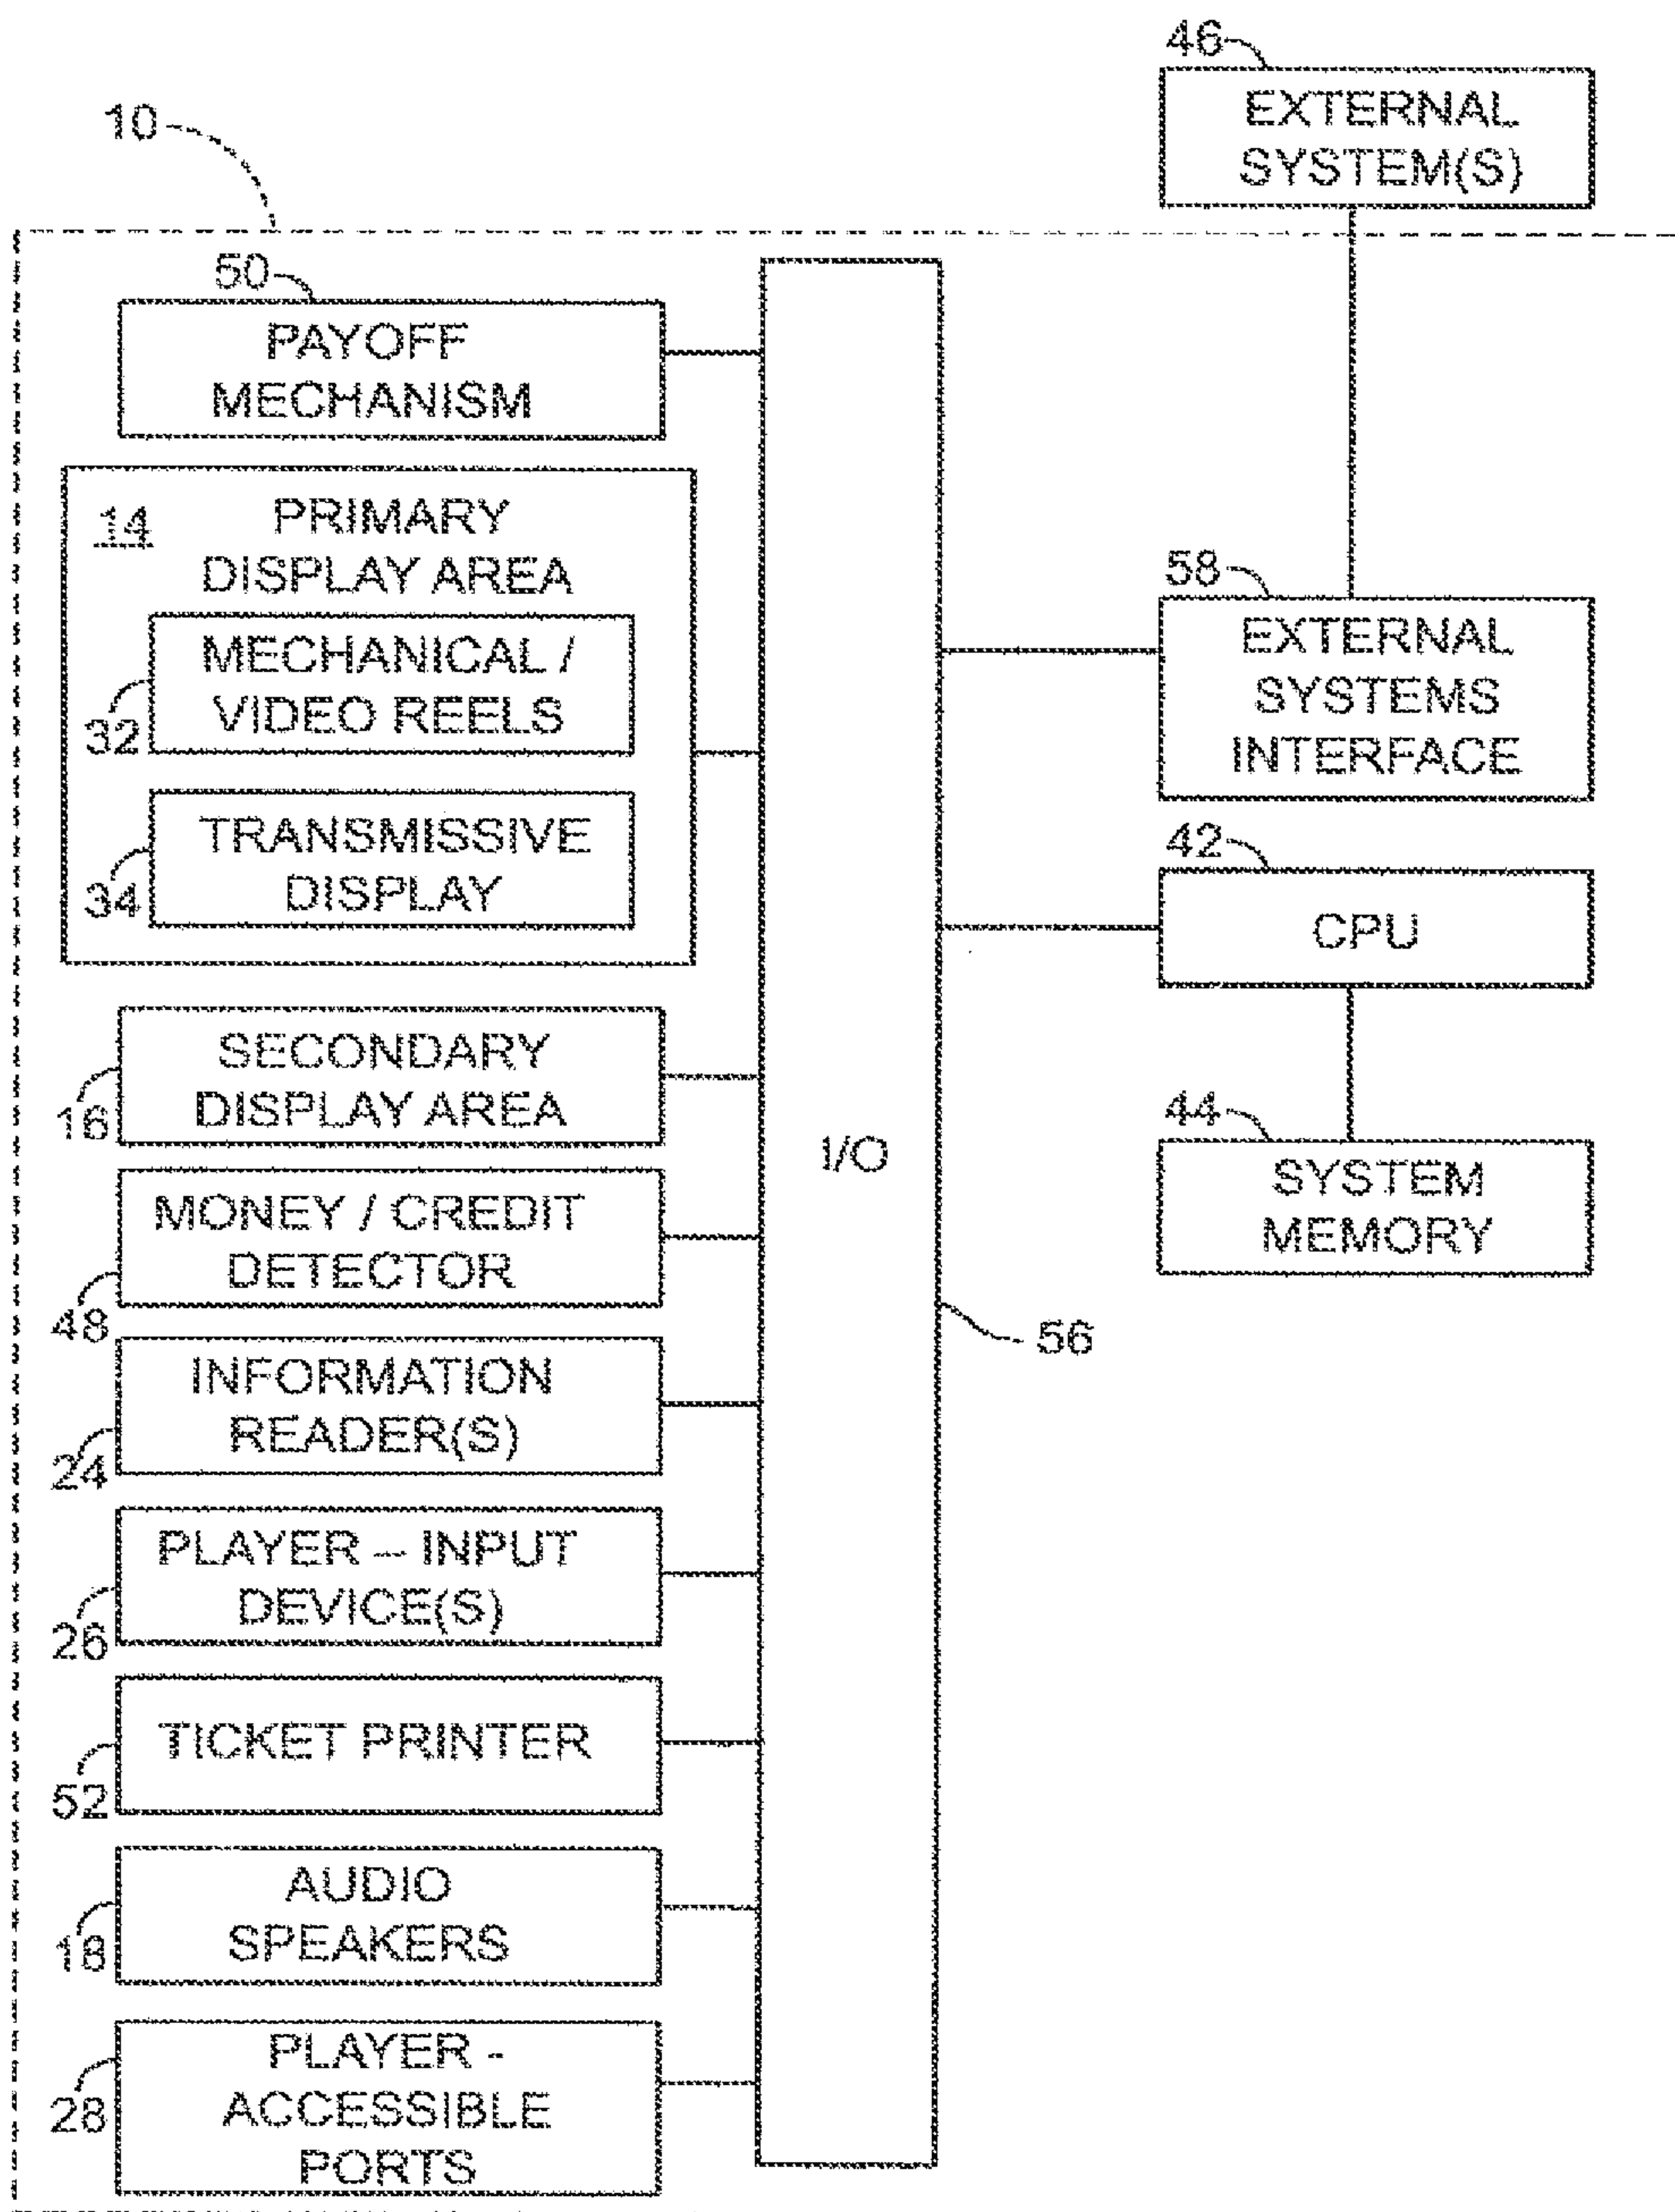 46
EXTERNAL
SYSTEM(S)
10
50
PAYOFF
MECHANISM
14
PRIMARY
DISPLAY AREA
MECHANICAL /
VIDEO REELS
32
TRANSMISSIVE
DISPLAY
34
SECONDARY
DISPLAY AREA
16
MONEY / CREDIT
DETECTOR
48
INFORMATION
READER(S)
24
PLAYER – INPUT
DEVICE(S)
26
TICKET PRINTER
52
AUDIO
SPEAKERS
18
PLAYER -
ACCESSIBLE
PORTS
28
I/O
56
58
EXTERNAL
SYSTEMS
INTERFACE
42
CPU
44
SYSTEM
MEMORY